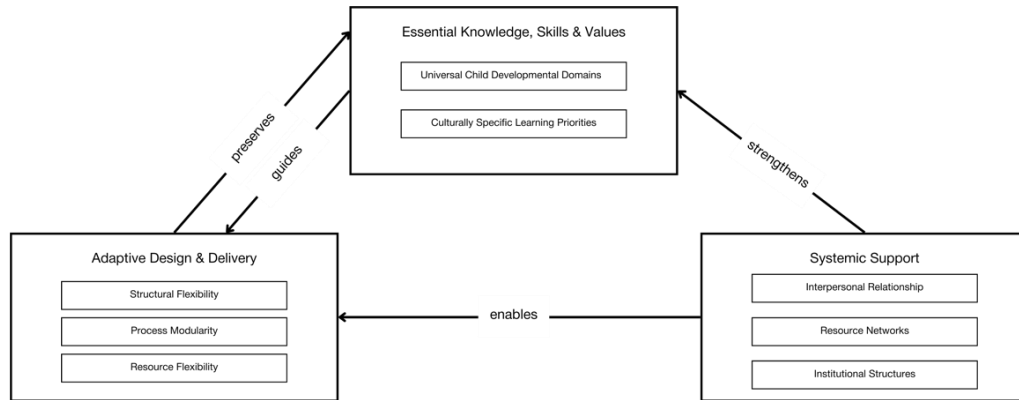 Essential Knowledge, Skills & Values
Universal Child Developmental Domains
Culturally Specific Learning Priorities
preserves
guides
strengthens
Adaptive Design & Delivery
Structural Flexibility
Process Modularity
Resource Flexibility
enables
Systemic Support
Interpersonal Relationship
Resource Networks
Institutional Structures